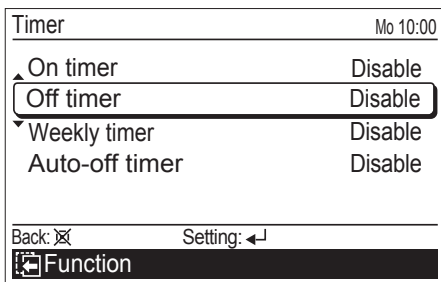 Timer Mo 10:00
On timer Disable
Off timer Disable
Weekly timer Disable
Auto-off timer Disable
Back: Setting:
Function